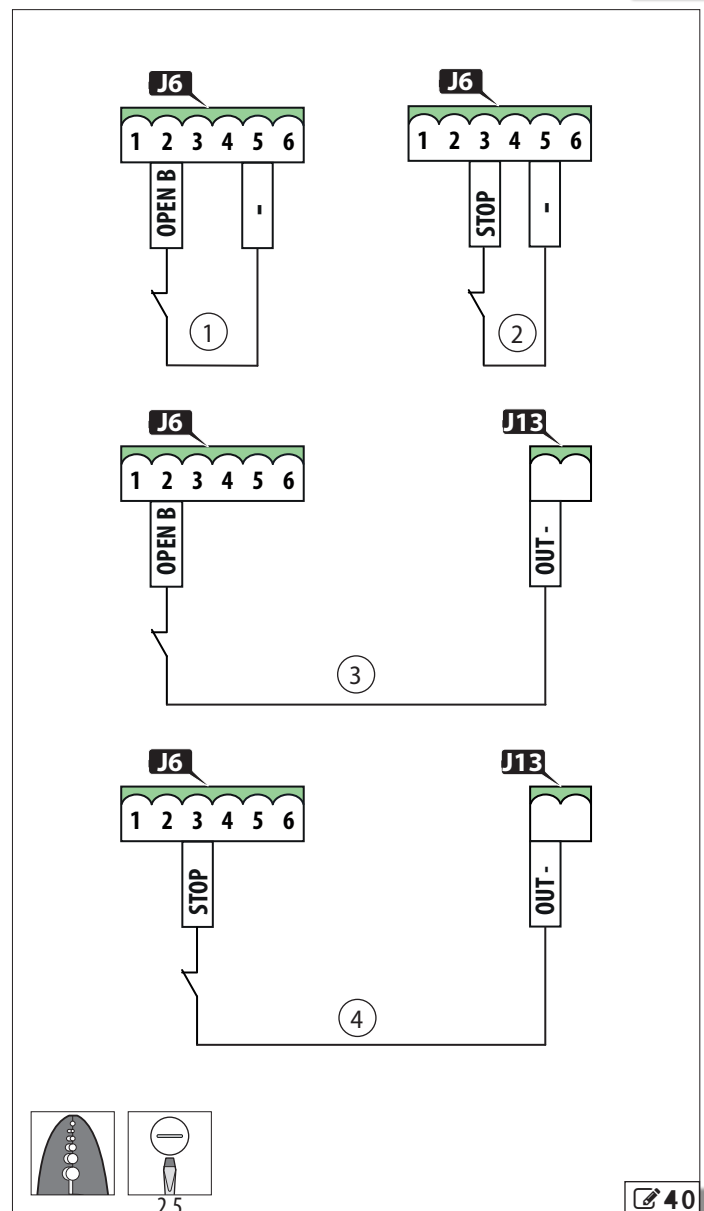 J6 J6
1 2 3 4 5 6 1 2 3 4 5 6
OPEN B - STOP -
1 2
J6 J13
1 2 3 4 5 6
OPEN B OUT -
3
J6 J13
1 2 3 4 5 6
STOP OUT -
4
2.5
40